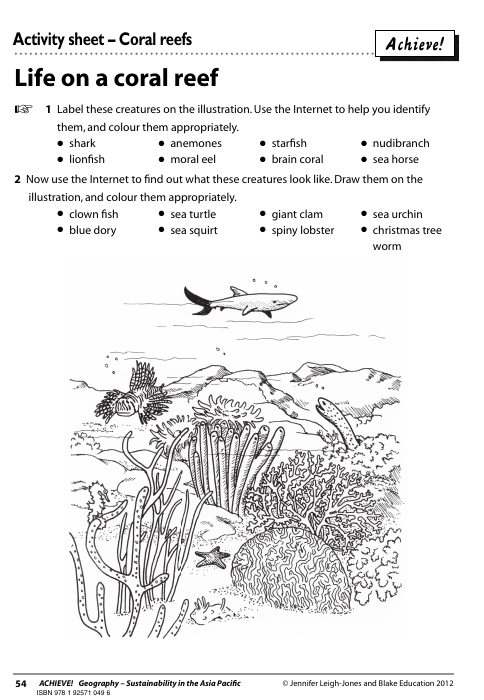 Activity sheet – Coral reefs
Achieve!
Life on a coral reef
1 Label these creatures on the illustration. Use the Internet to help you identify
them, and colour them appropriately.
• shark • anemones • starfish • nudibranch
• lionfish • moral eel • brain coral • sea horse
2 Now use the Internet to find out what these creatures look like. Draw them on the
illustration, and colour them appropriately.
• clown fish • sea turtle • giant clam • sea urchin
• blue dory • sea squirt • spiny lobster • christmas tree
worm
54 ACHIEVE! Geography – Sustainability in the Asia Pacific © Jennifer Leigh-Jones and Blake Education 2012
ISBN 978 1 92571 049 6